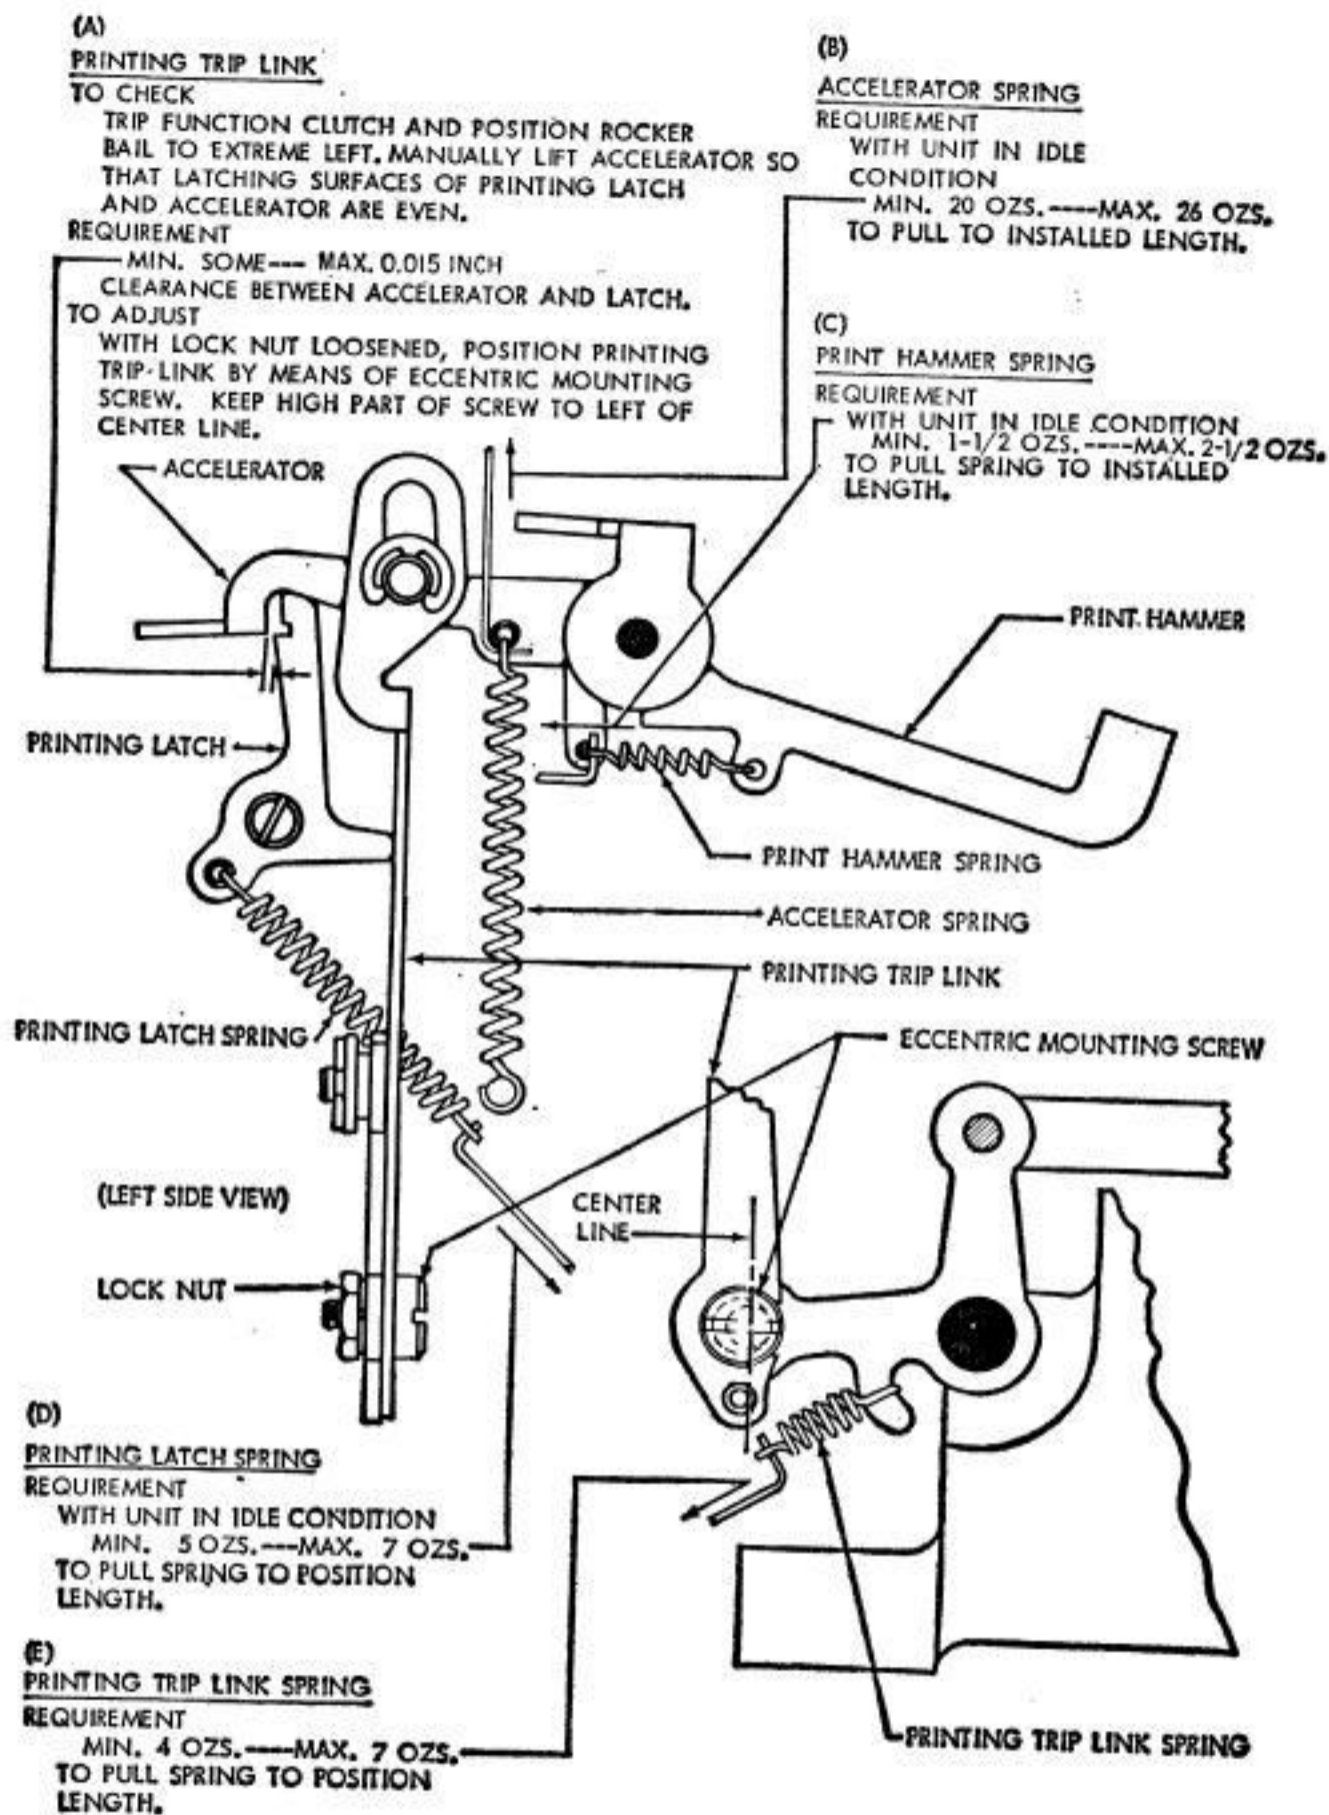 (A)
PRINTING TRIP LINK
TO CHECK
TRIP FUNCTION CLUTCH AND POSITION ROCKER
BAIL TO EXTREME LEFT. MANUALLY LIFT ACCELERATOR SO
THAT LATCHING SURFACES OF PRINTING LATCH
AND ACCELERATOR ARE EVEN.
REQUIREMENT
MIN. SOME--- MAX. 0.015 INCH
CLEARANCE BETWEEN ACCELERATOR AND LATCH.
TO ADJUST
WITH LOCK NUT LOOSENED, POSITION PRINTING
TRIP-LINK BY MEANS OF ECCENTRIC MOUNTING
SCREW. KEEP HIGH PART OF SCREW TO LEFT OF
CENTER LINE.
(B)
ACCELERATOR SPRING
REQUIREMENT
WITH UNIT IN IDLE
CONDITION
MIN. 20 OZS.----MAX. 26 OZS.
TO PULL TO INSTALLED LENGTH.
(C)
PRINT HAMMER SPRING
REQUIREMENT
WITH UNIT IN IDLE CONDITION
MIN. 1-1/2 OZS.----MAX. 2-1/2 OZS.
TO PULL SPRING TO INSTALLED
LENGTH.
ACCELERATOR
PRINT HAMMER
PRINTING LATCH
PRINT HAMMER SPRING
ACCELERATOR SPRING
PRINTING TRIP LINK
PRINTING LATCH SPRING
ECCENTRIC MOUNTING SCREW
(LEFT SIDE VIEW)
CENTER
LINE
LOCK NUT
(D)
PRINTING LATCH SPRING
REQUIREMENT
WITH UNIT IN IDLE CONDITION
MIN. 5 OZS.---MAX. 7 OZS.
TO PULL SPRING TO POSITION
LENGTH.
(E)
PRINTING TRIP LINK SPRING
REQUIREMENT
MIN. 4 OZS.----MAX. 7 OZS.
TO PULL SPRING TO POSITION
LENGTH.
PRINTING TRIP LINK SPRING